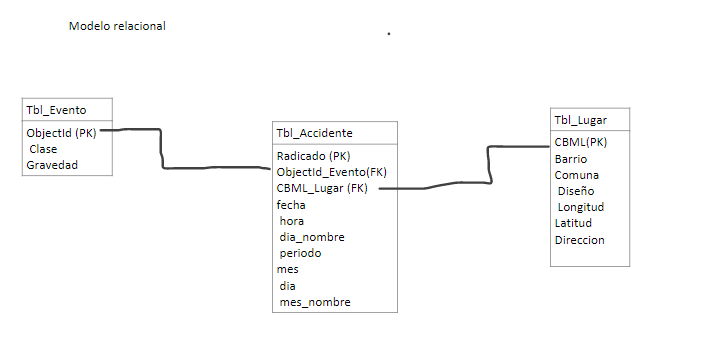 Modelo relacional
Tbl_Evento
ObjectId (PK)
Clase
Gravedad
Tbl_Accidente
Radicado (PK)
ObjectId_Evento(FK)
CBML_Lugar (FK)
fecha
hora
dia_nombre
periodo
mes
dia
mes_nombre
Tbl_Lugar
CBML(PK)
Barrio
Comuna
Diseño
Longitud
Latitud
Direccion